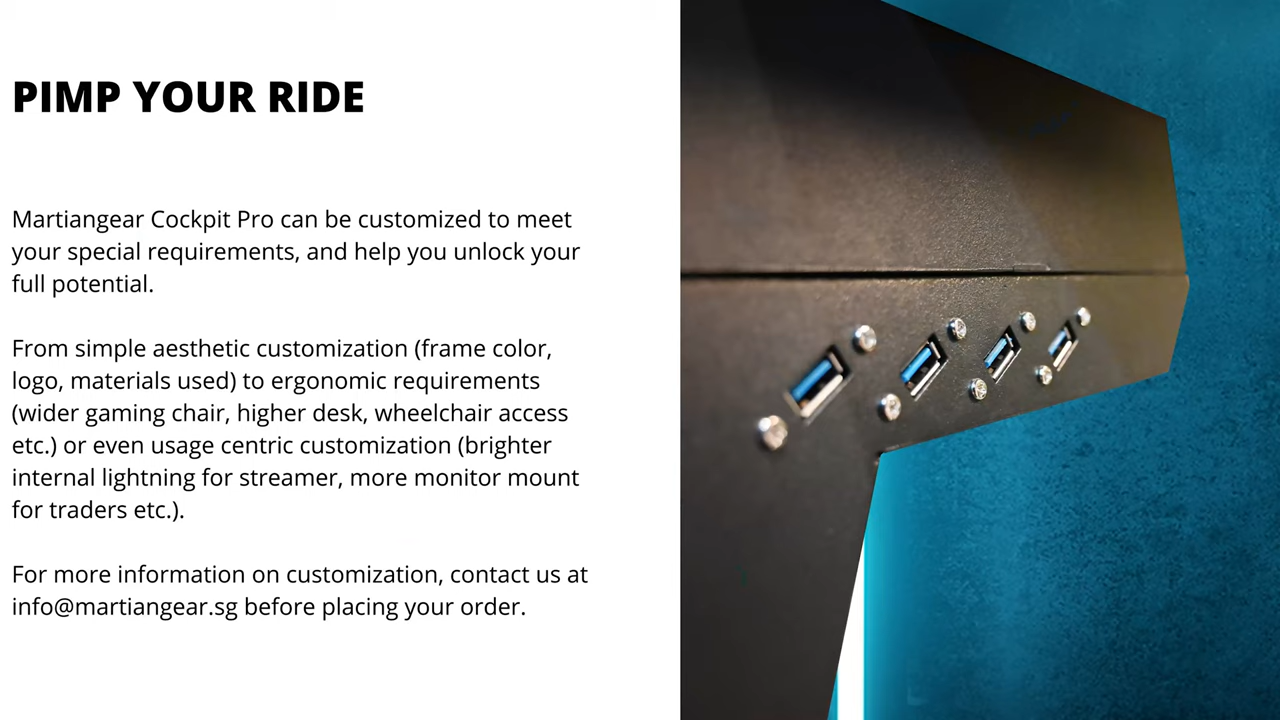 PIMP YOUR RIDE
Martiangear Cockpit Pro can be customized to meet
your special requirements, and help you unlock your
full potential.
From simple aesthetic customization (frame color,
logo, materials used) to ergonomic requirements
(wider gaming chair, higher desk, wheelchair access
etc.) or even usage centric customization (brighter
internal lightning for streamer, more monitor mount
for traders etc.).
For more information on customization, contact us at
info@martiangear.sg before placing your order.